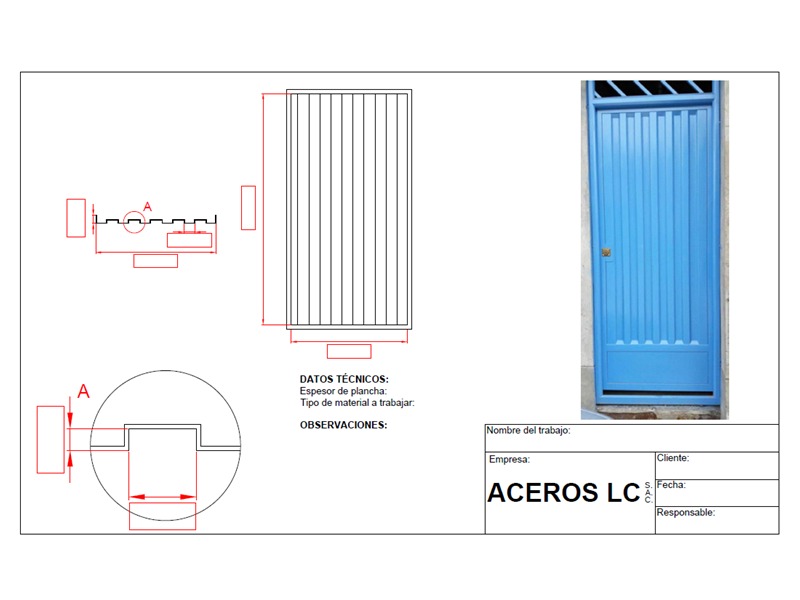 A
A
DATOS TÉCNICOS:
Espesor de plancha:
Tipo de material a trabajar:
OBSERVACIONES:
Nombre del trabajo:
Empresa:
ACEROS LC S.A.C.
Cliente:
Fecha:
Responsable: